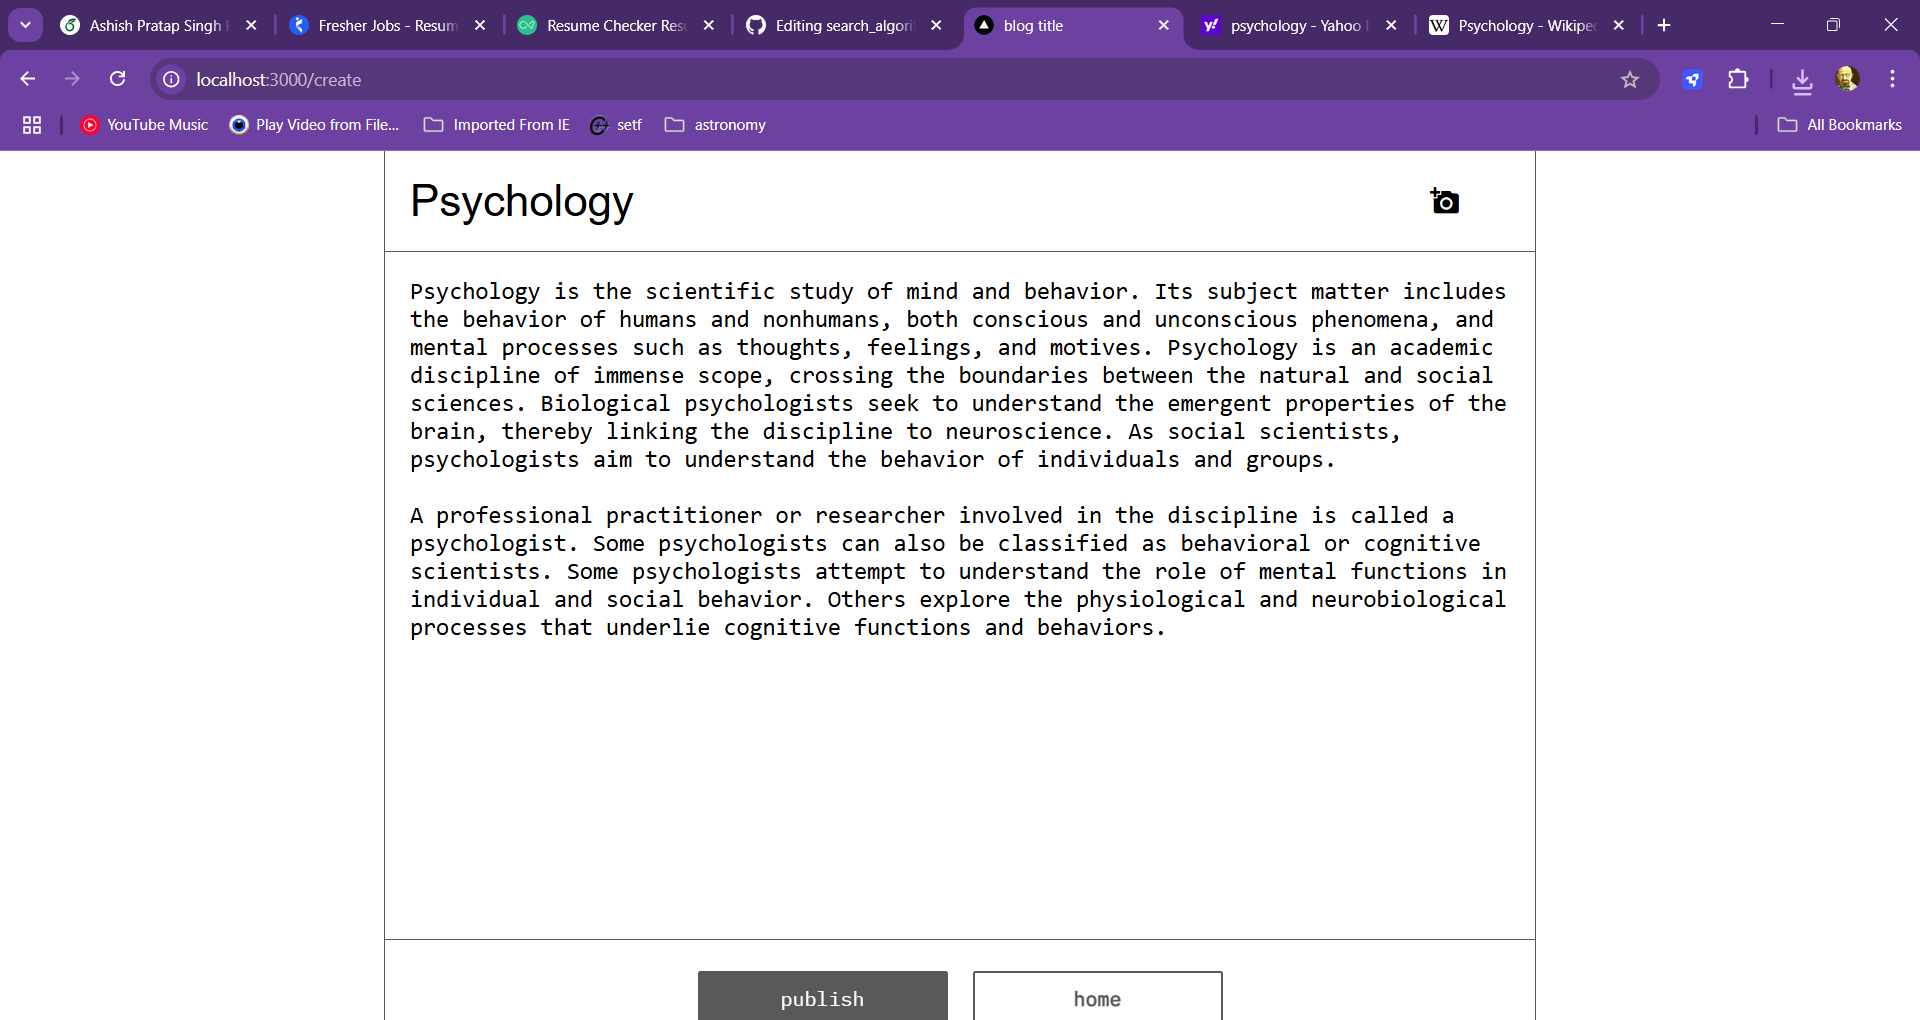 Ashish Pratap Singh
Fresher Jobs - Resum
Resume Checker Res
Editing search_algori
blog title
psychology - Yahoo
Psychology - Wikipe
localhost:3000/create
YouTube Music
Play Video from File...
Imported From IE
setf
astronomy
All Bookmarks
Psychology
Psychology is the scientific study of mind and behavior. Its subject matter includes
the behavior of humans and nonhumans, both conscious and unconscious phenomena, and
mental processes such as thoughts, feelings, and motives. Psychology is an academic
discipline of immense scope, crossing the boundaries between the natural and social
sciences. Biological psychologists seek to understand the emergent properties of the
brain, thereby linking the discipline to neuroscience. As social scientists,
psychologists aim to understand the behavior of individuals and groups.
A professional practitioner or researcher involved in the discipline is called a
psychologist. Some psychologists can also be classified as behavioral or cognitive
scientists. Some psychologists attempt to understand the role of mental functions in
individual and social behavior. Others explore the physiological and neurobiological
processes that underlie cognitive functions and behaviors.
publish
home